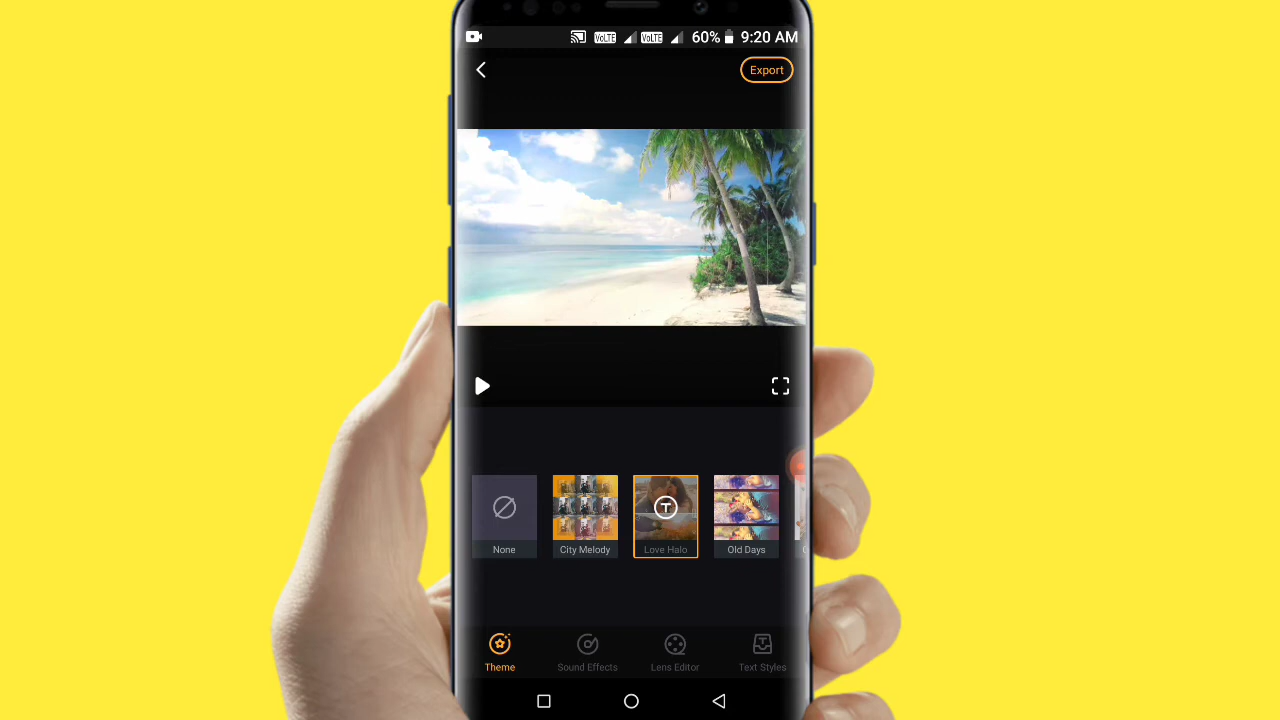 VoLTE VoLTE 60% 9:20 AM
Export
T
None City Melody Love Halo Old Days
Theme Sound Effects Lens Editor Text Styles